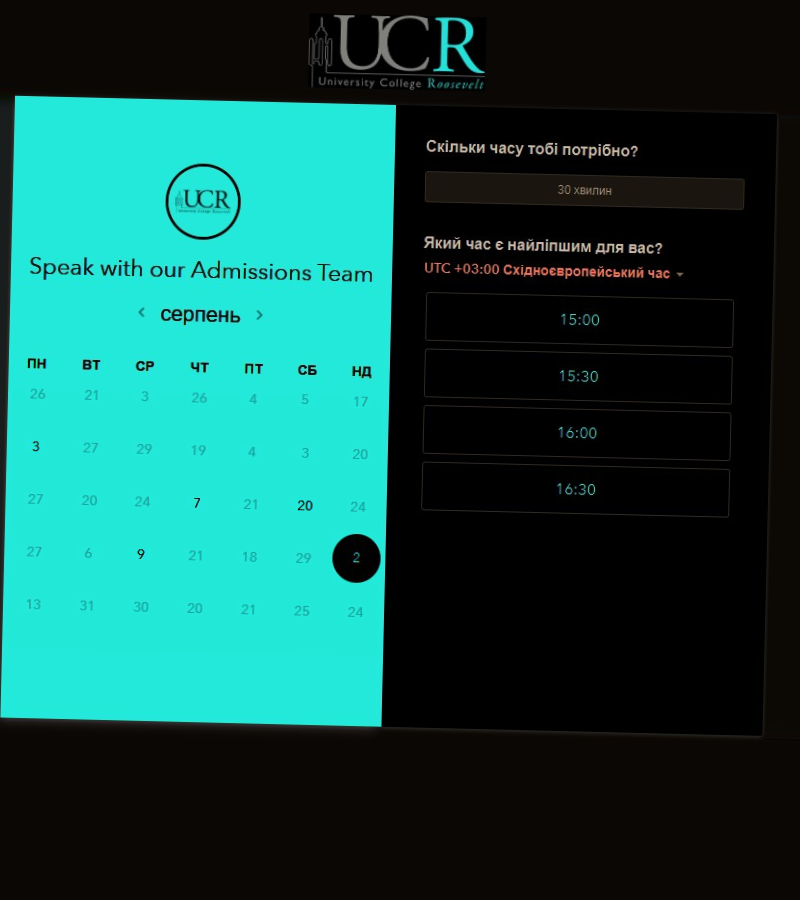 UCR
University College Roosevelt
UCR
University College Roosevelt
Speak with our Admissions Team
серпень
ПН ВТ СР ЧТ ПТ СБ НД
26 21 3 26 4 5 17
3 27 29 19 4 3 20
27 20 24 7 21 20 24
27 6 9 21 18 29 2
13 31 30 20 21 25 24
Скільки часу тобі потрібно?
30 хвилин
Який час є найліпшим для вас?
UTC +03:00 Східноєвропейський час
15:00
15:30
16:00
16:30